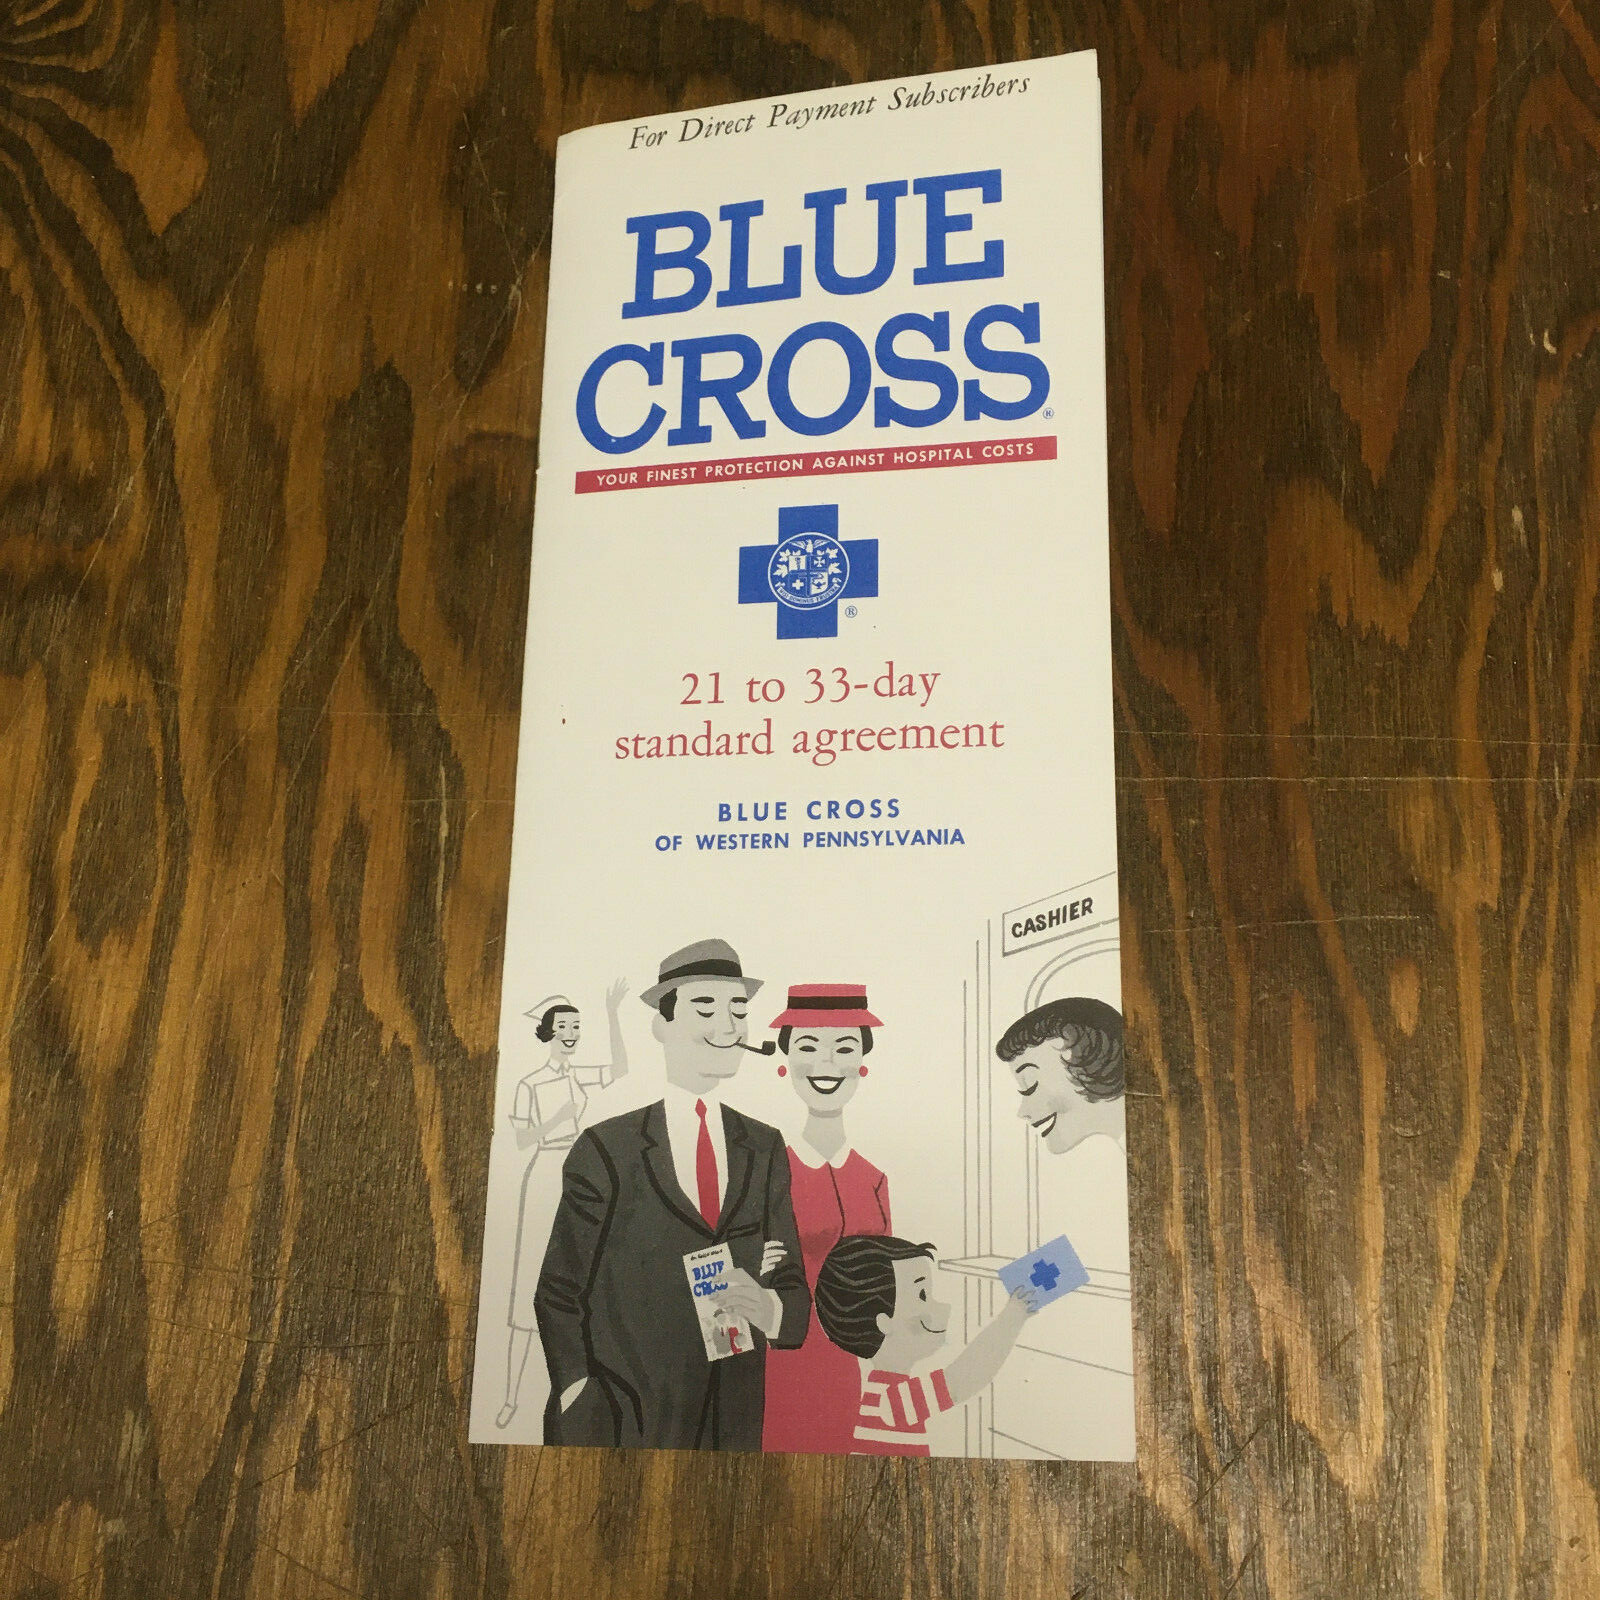 For Direct Payment Subscribers
BLUE
CROSS®
YOUR FINEST PROTECTION AGAINST HOSPITAL COSTS
®
21 to 33-day
standard agreement
BLUE CROSS
OF WESTERN PENNSYLVANIA
CASHIER
BLUE